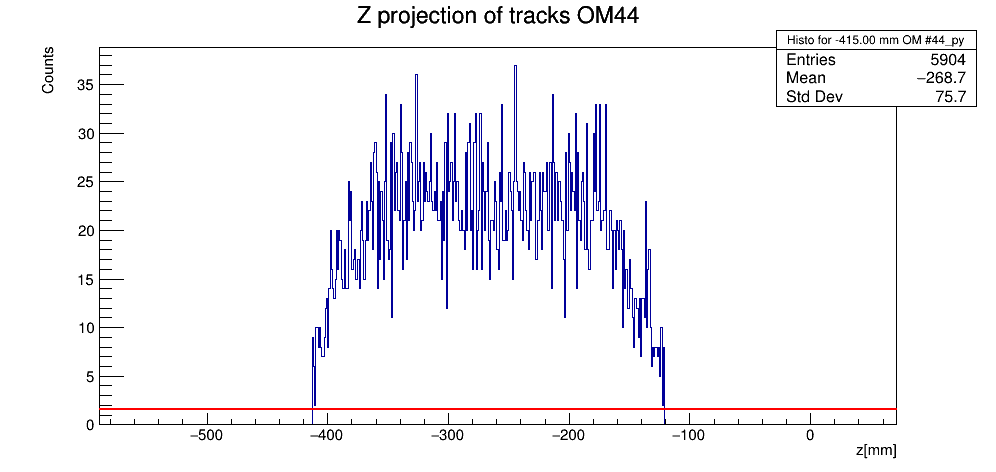 Z projection of tracks OM44
Histo for -415.00 mm OM #44_py
Entries 5904
Mean −268.7
Std Dev 75.7
Counts
35
30
25
20
15
10
5
0
−500 −400 −300 −200 −100 0
z[mm]